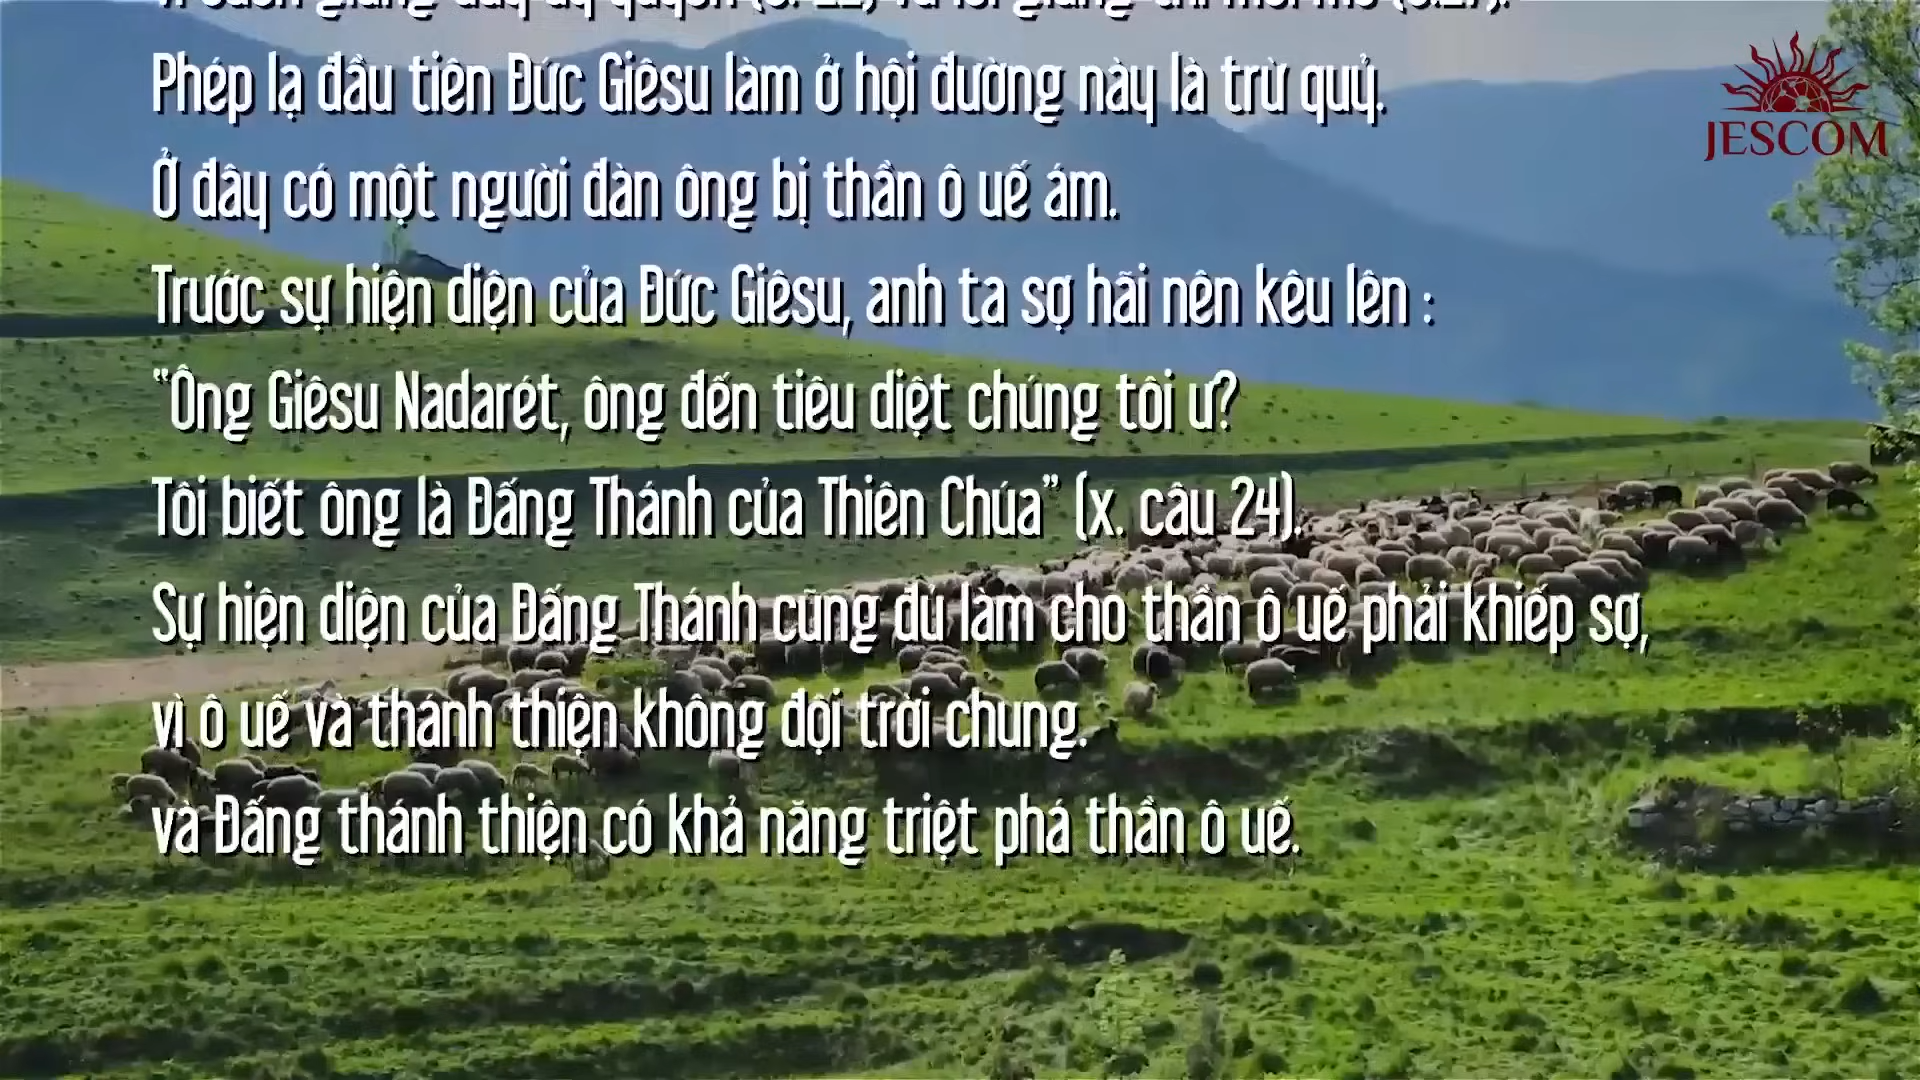 Phép lạ đầu tiên Đức Giêsu làm ở hội đường này là trừ quỷ.
Ở đây có một người đàn ông bị thần ô uế ám.
Trước sự hiện diện của Đức Giêsu, anh ta sợ hãi nên kêu lên :
“Ông Giêsu Nadarét, ông đến tiêu diệt chúng tôi ư?
Tôi biết ông là Đấng Thánh của Thiên Chúa” (x. câu 24).
Sự hiện diện của Đấng Thánh cũng đủ làm cho thần ô uế phải khiếp sợ,
vì ô uế và thánh thiện không đội trời chung.
và Đấng thánh thiện có khả năng triệt phá thần ô uế.
JESCOM